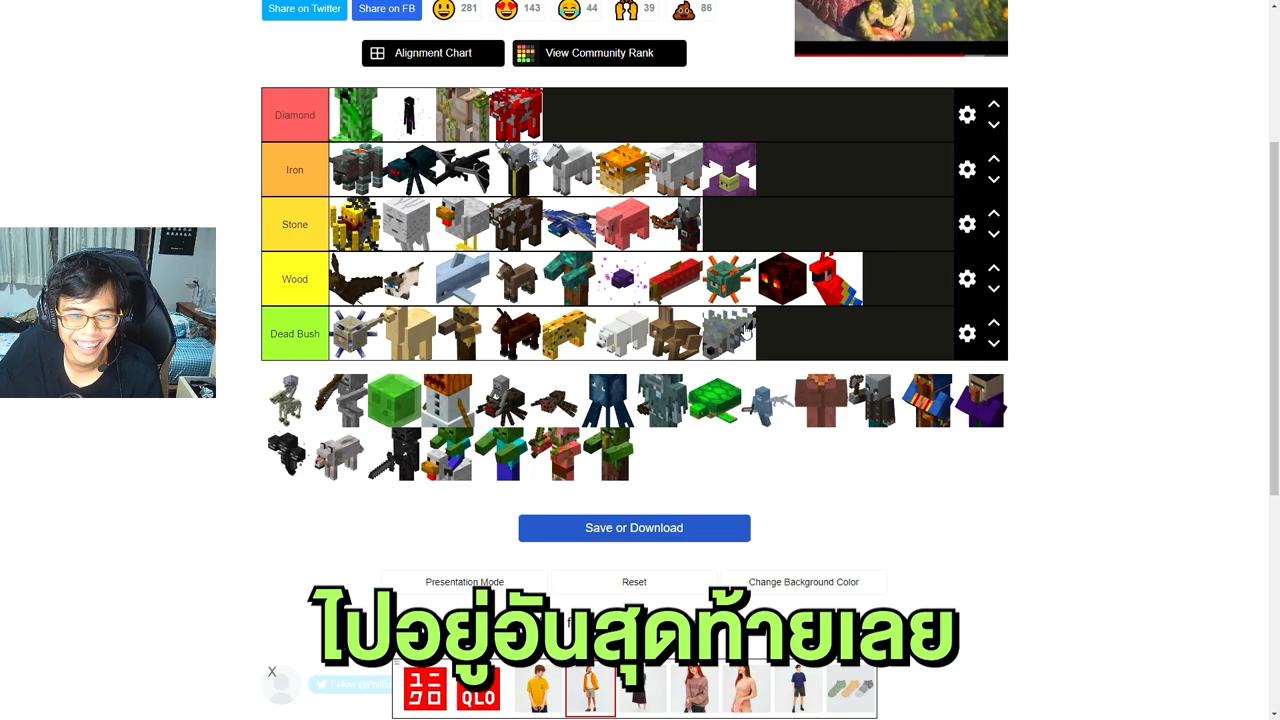 Share on Twitter
Share on FB
281
143
44
39
86
Alignment Chart
View Community Rank
Diamond
Iron
Stone
Wood
Dead Bush
Save or Download
Presentation Mode
Reset
Change Background Color
ไปอยู่อันสุดท้ายเลย
X
QLO